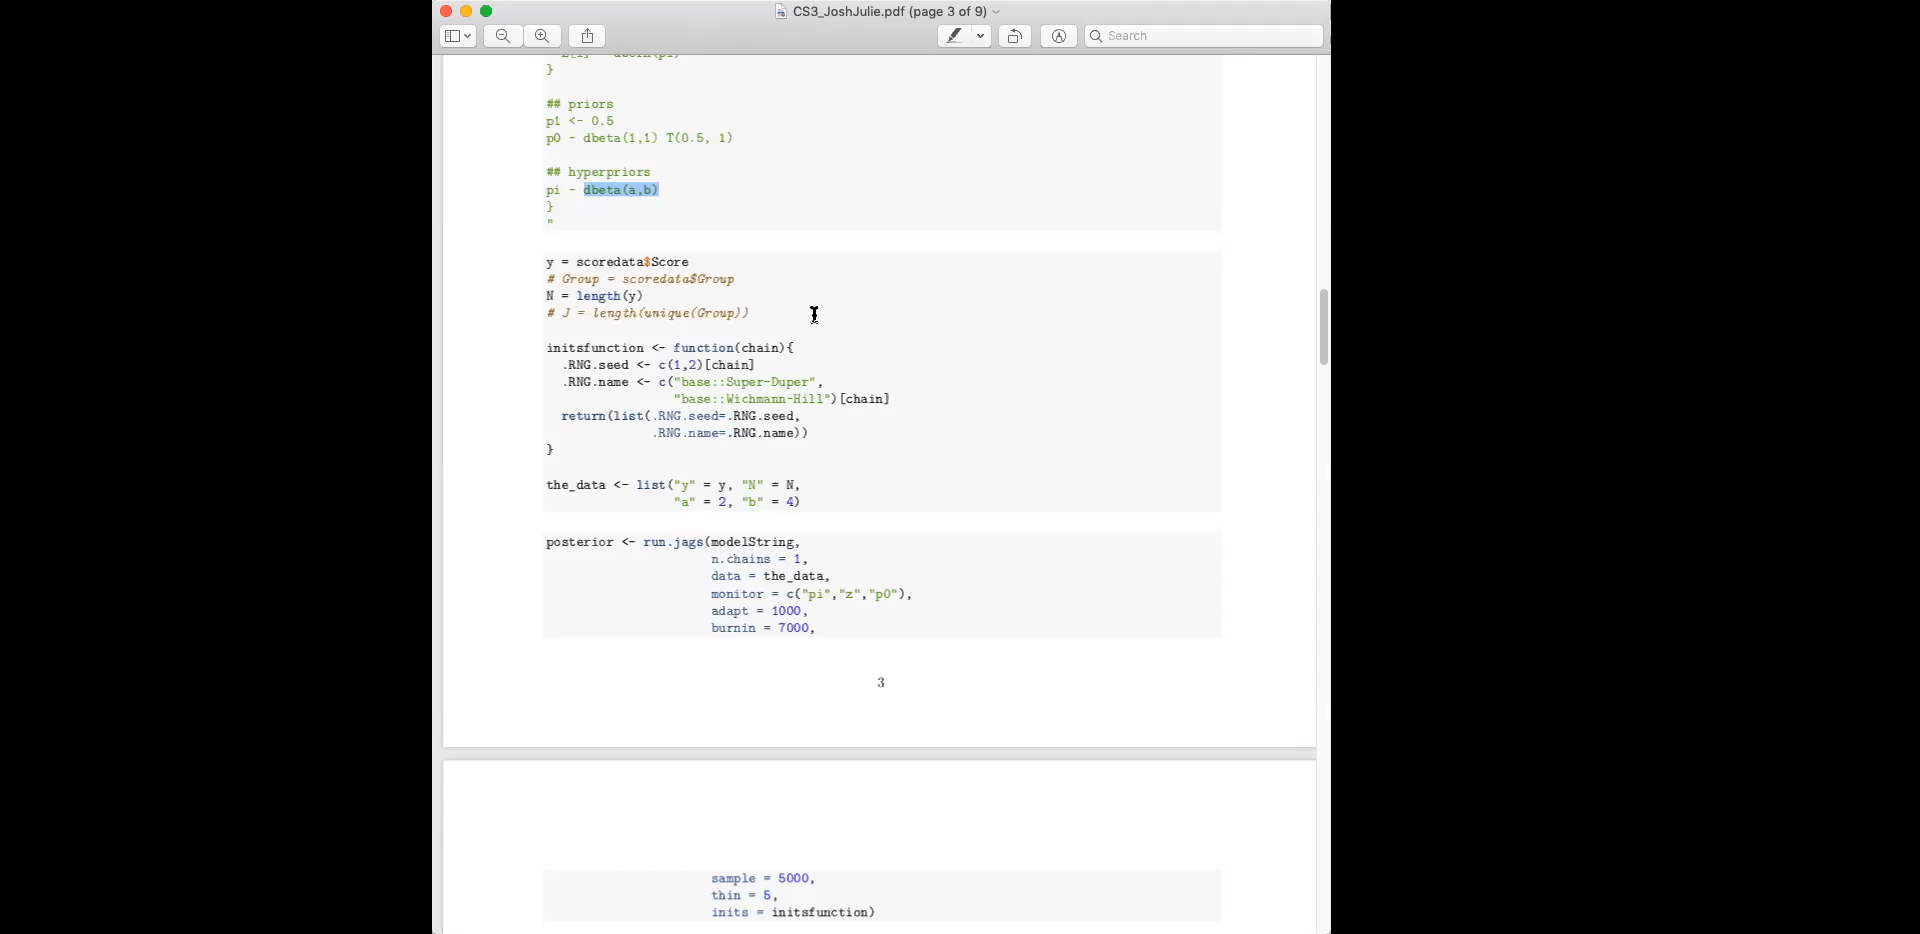 CS3_JoshJulie.pdf (page 3 of 9)
Search
}
## priors
p1 <- 0.5
p0 ~ dbeta(1,1) T(0.5, 1)
## hyperpriors
pi ~ dbeta(a,b)
}
"
y = scoredata$Score
# Group = scoredata$Group
N = length(y)
# J = length(unique(Group))
initsfunction <- function(chain){
.RNG.seed <- c(1,2)[chain]
.RNG.name <- c("base::Super-Duper",
"base::Wichmann-Hill")[chain]
return(list(.RNG.seed=.RNG.seed,
.RNG.name=.RNG.name))
}
the_data <- list("y" = y, "N" = N,
"a" = 2, "b" = 4)
posterior <- run.jags(modelString,
n.chains = 1,
data = the_data,
monitor = c("pi","z","p0"),
adapt = 1000,
burnin = 7000,
3
sample = 5000,
thin = 5,
inits = initsfunction)